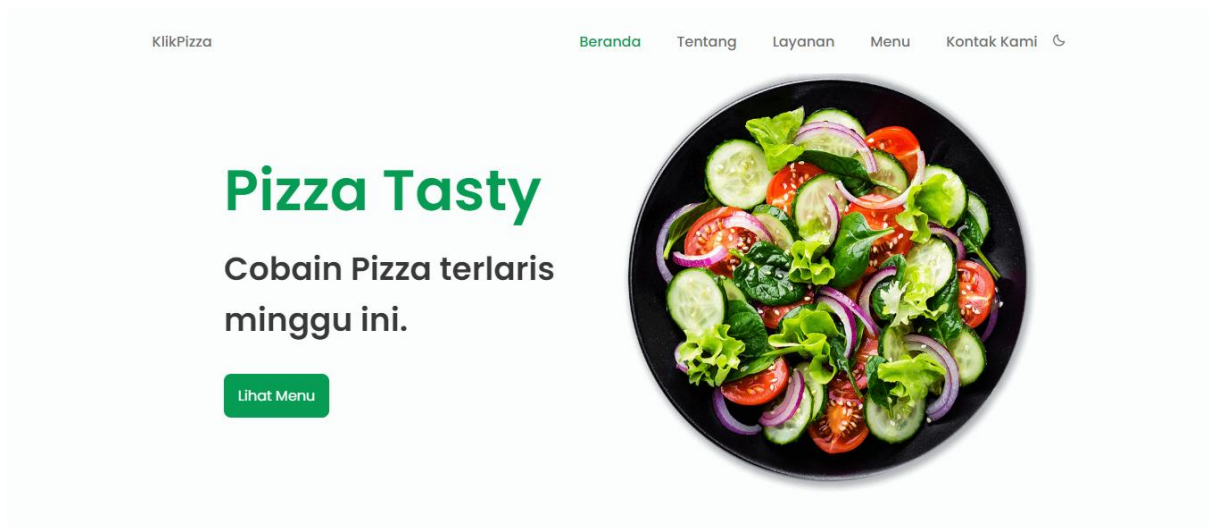 KlikPizza
Beranda Tentang Layanan Menu Kontak Kami
Pizza Tasty
Cobain Pizza terlaris
minggu ini.
Lihat Menu